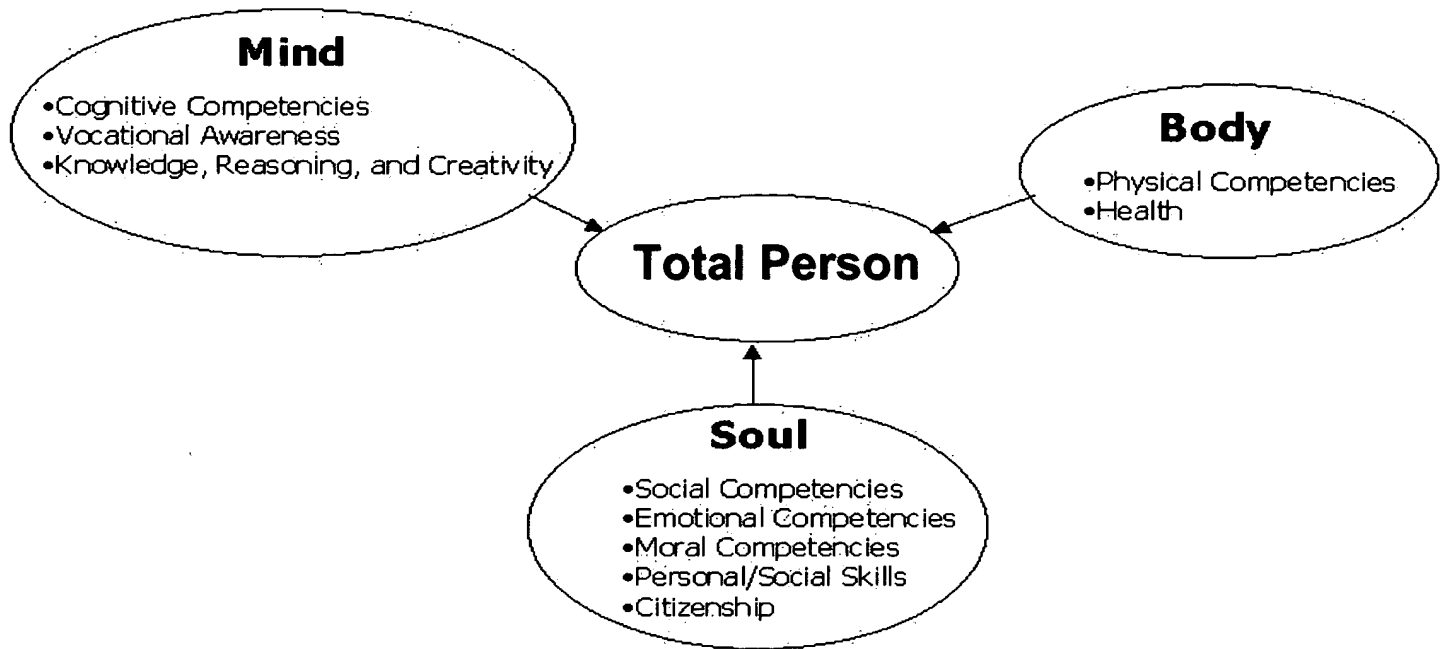 Mind
•Cognitive Competencies
•Vocational Awareness
•Knowledge, Reasoning, and Creativity
Body
•Physical Competencies
•Health
Total Person
Soul
•Social Competencies
•Emotional Competencies
•Moral Competencies
•Personal/Social Skills
•Citizenship